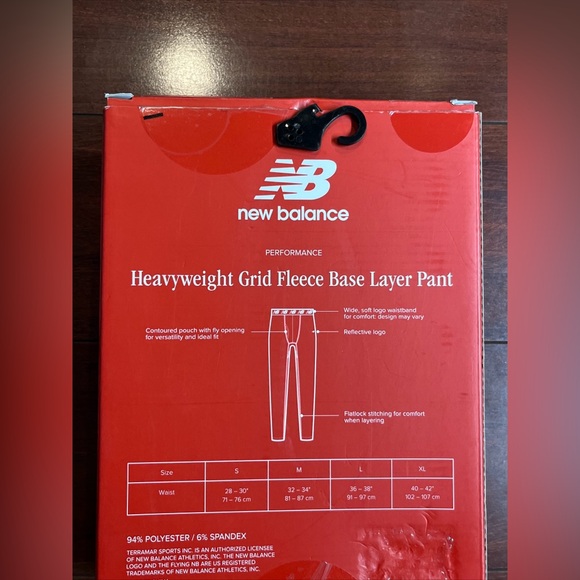 NB
new balance
PERFORMANCE
Heavyweight Grid Fleece Base Layer Pant
Wide, soft logo waistband
for comfort: design may vary
Contoured pouch with fly opening
for versatility and ideal fit
Reflective logo
Flatlock stitching for comfort
when layering
Size S M L XL
Waist 28 – 30" 32 – 34" 36 – 38" 40 – 42"
71 – 76 cm 81 – 87 cm 91 – 97 cm 102 – 107 cm
94% POLYESTER / 6% SPANDEX
TERRAMAR SPORTS INC. IS AN AUTHORIZED LICENSEE
OF NEW BALANCE ATHLETICS, INC. THE NEW BALANCE
LOGO AND THE FLYING NB ARE US REGISTERED
TRADEMARKS OF NEW BALANCE ATHLETICS, INC.